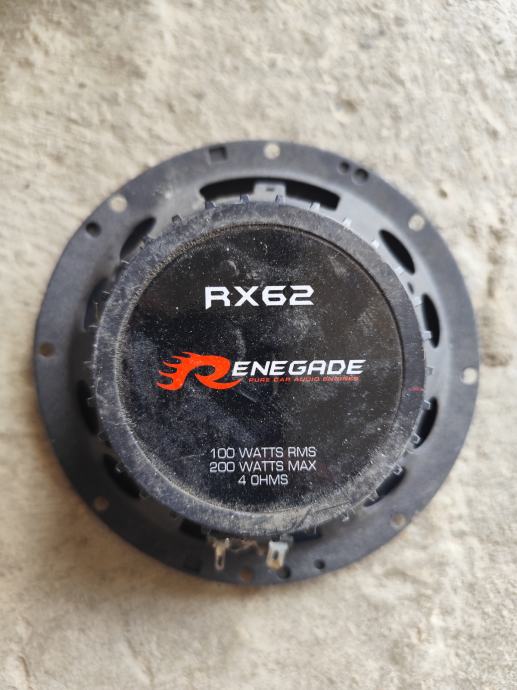 RX62
RENEGADE
PURE CAR AUDIO ENGINES
100 WATTS RMS
200 WATTS MAX
4 OHMS